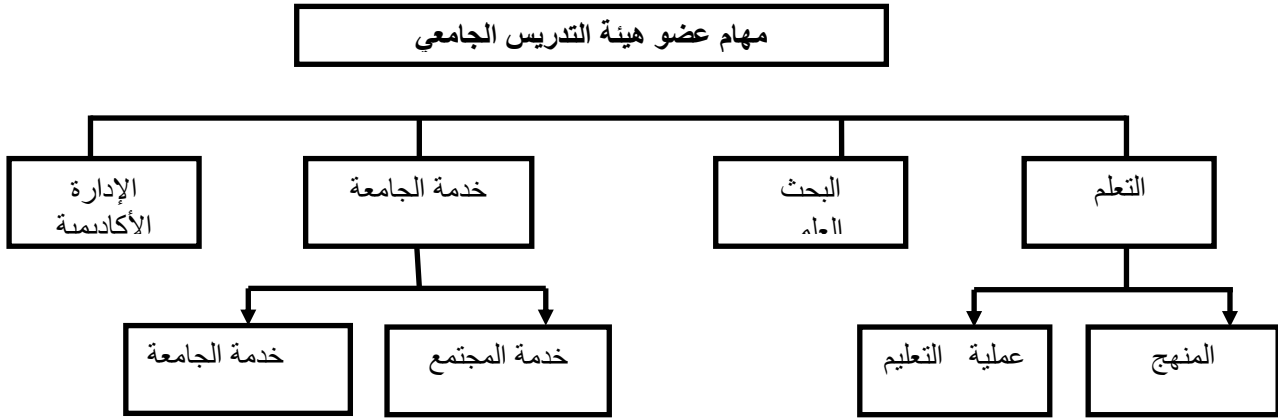 مهام عضو هيئة التدريس الجامعي
التعلم
البحث
خدمة الجامعة
الإدارة
الأكاديمية
المنهج
عملية التعليم
خدمة المجتمع
خدمة الجامعة